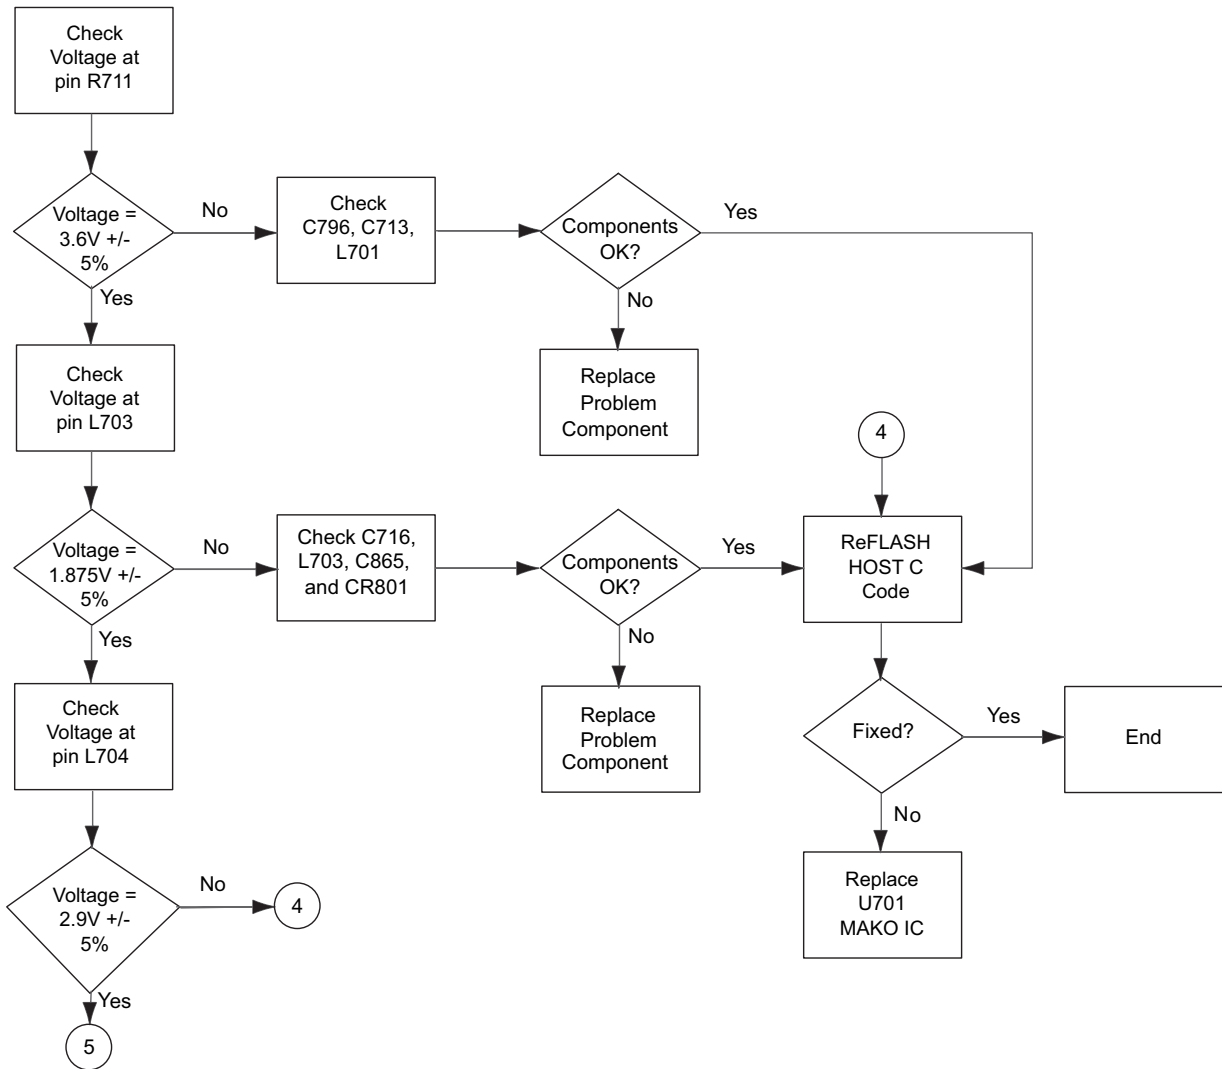 Check
Voltage at
pin R711
Voltage =
3.6V +/-
5%
No
Check
C796, C713,
L701
Components
OK?
Yes
No
Replace
Problem
Component
Yes
Check
Voltage at
pin L703
Voltage =
1.875V +/-
5%
No
Check C716,
L703, C865,
and CR801
Components
OK?
Yes
No
Replace
Problem
Component
4
ReFLASH
HOST C
Code
Fixed?
Yes
End
No
Replace
U701
MAKO IC
Yes
Check
Voltage at
pin L704
Voltage =
2.9V +/-
5%
No
4
Yes
5